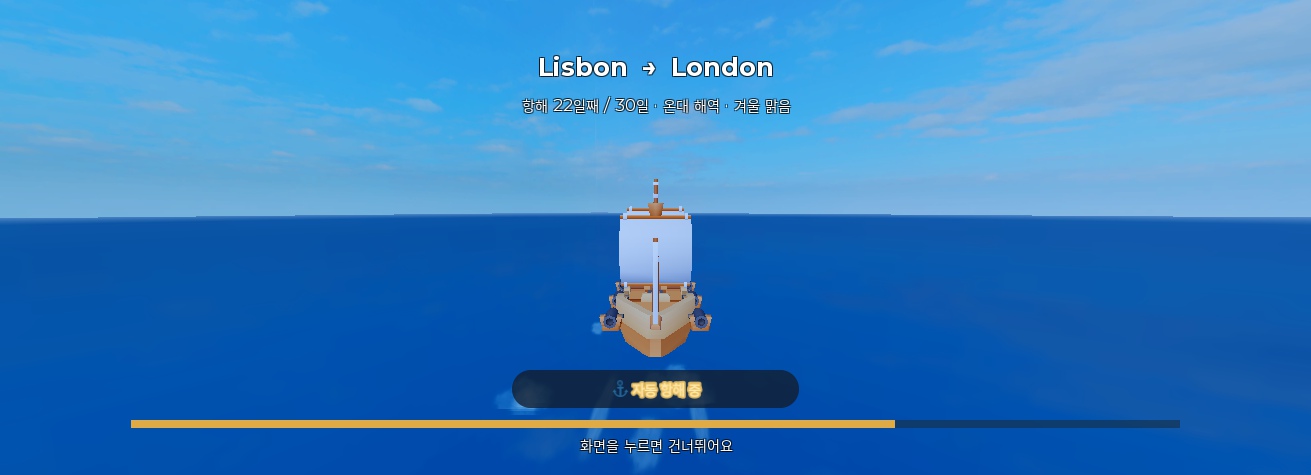 Lisbon → London
항해 22일째 / 30일 · 온대 해역 · 겨울 맑음
⚓ 자동 항해 중
화면을 누르면 건너뛰어요